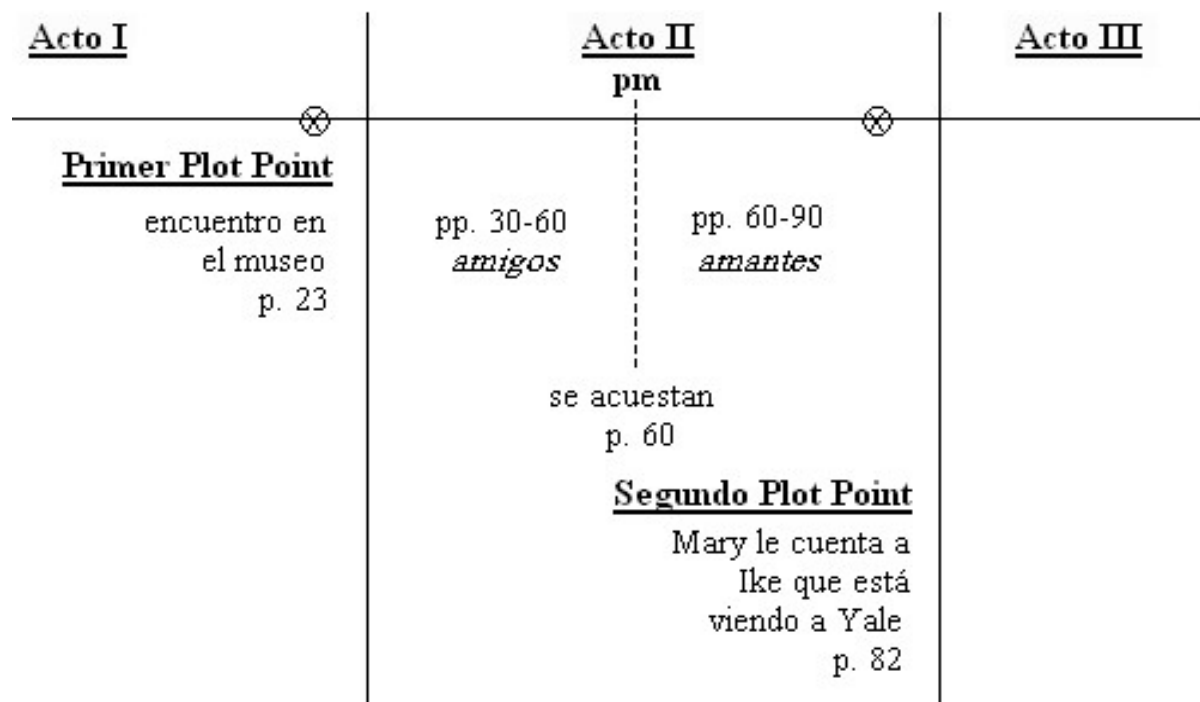 Acto I
Acto II
Acto III
pm
Primer Plot Point
encuentro en
el museo
p. 23
pp. 30-60
amigos
pp. 60-90
amantes
se acuestan
p. 60
Segundo Plot Point
Mary le cuenta a
Ike que está
viendo a Yale
p. 82